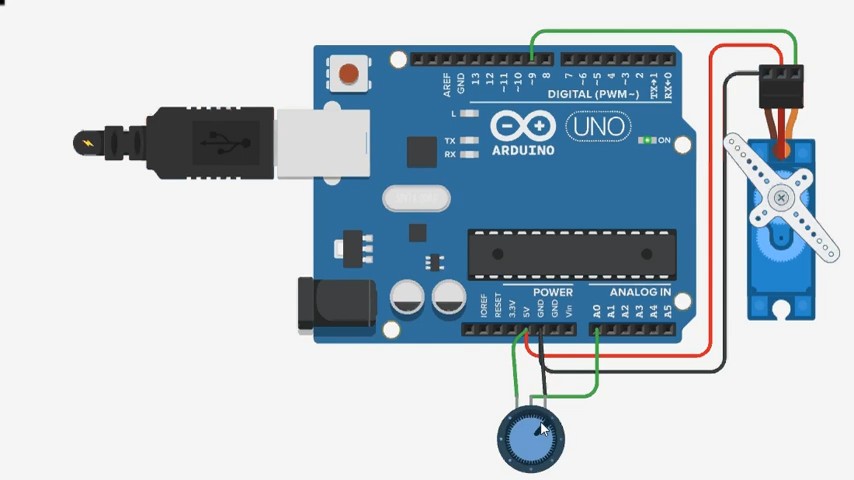 AREF
GND
13
12
~11
~10
~9
8
7
~6
~5
4
~3
2
TX→1
RX←0
DIGITAL (PWM~)
L
TX
RX
ARDUINO
UNO
ON
POWER
ANALOG IN
IOREF
RESET
3.3V
5V
GND
GND
Vin
A0
A1
A2
A3
A4
A5